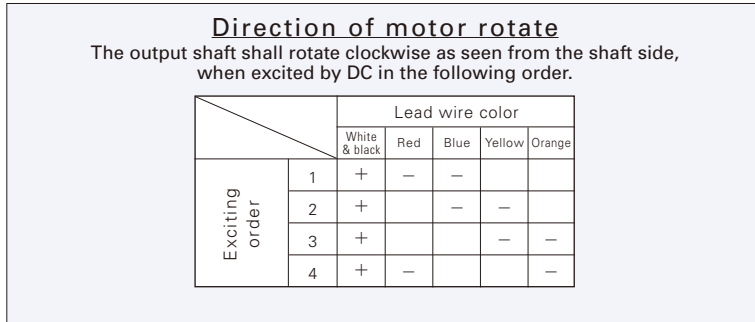 Direction of motor rotate
The output shaft shall rotate clockwise as seen from the shaft side,
when excited by DC in the following order.
Lead wire color
White & black Red Blue Yellow Orange
Exciting order
1 + − −
2 + − −
3 + − −
4 + − −